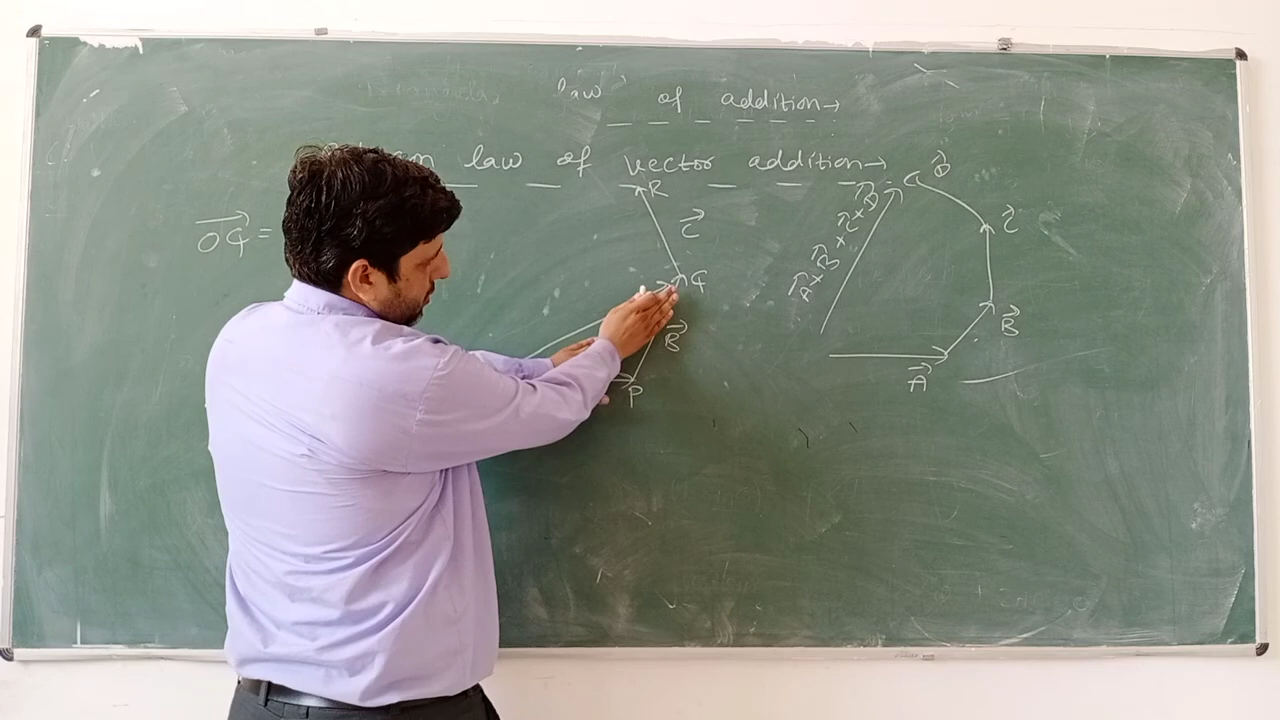 law of addition→
law of vector addition→
R
D⃗
C⃗
C⃗
A⃗ + B⃗ + C⃗ + D⃗
OQ⃗ =
Q
B⃗
B⃗
P
A⃗